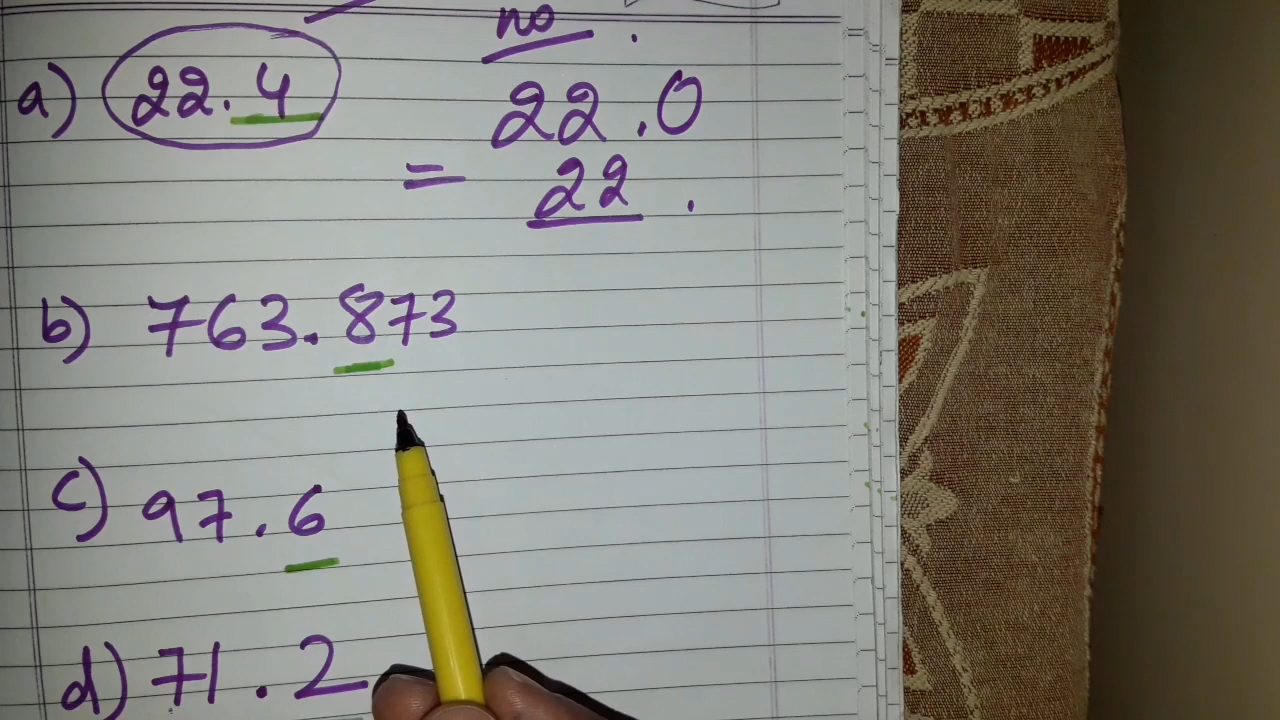 no .
a) 22.4 22.0
= 22 .
b) 763.873
c) 97.6
d) 71.2